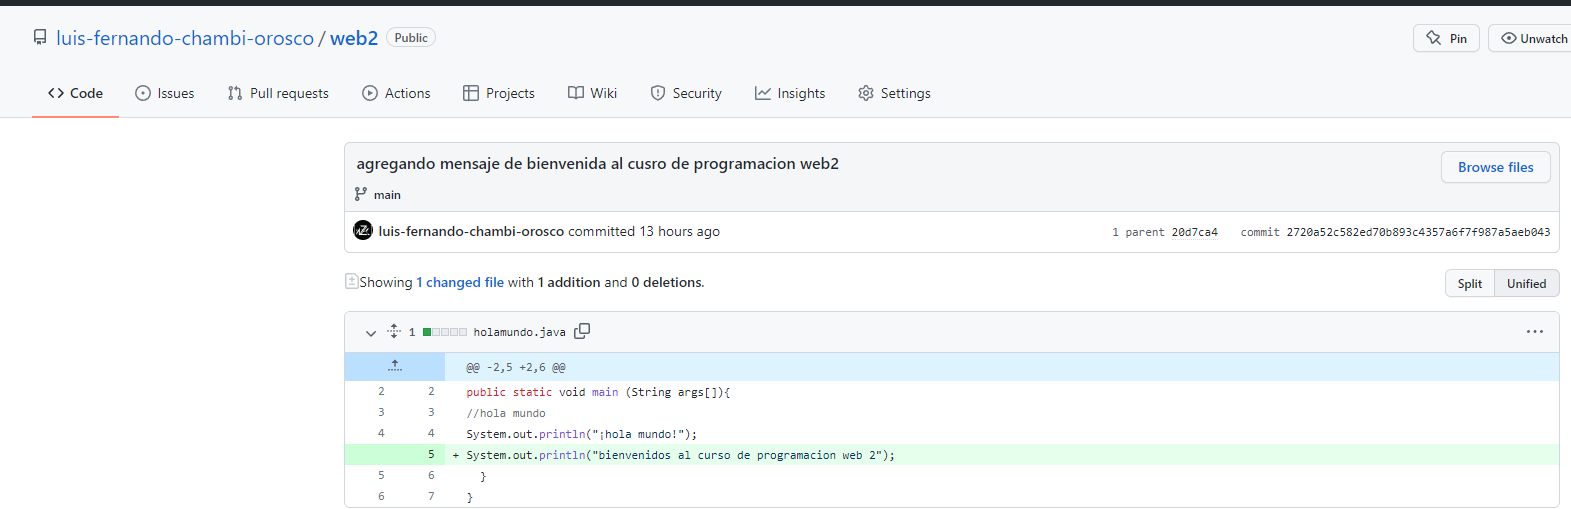 luis-fernando-chambi-orosco / web2 Public
Pin Unwatch
Code Issues Pull requests Actions Projects Wiki Security Insights Settings
agregando mensaje de bienvenida al cusro de programacion web2
Browse files
main
luis-fernando-chambi-orosco committed 13 hours ago 1 parent 20d7ca4 commit 2720a52c582ed70b893c4357a6f7f987a5aeb043
Showing 1 changed file with 1 addition and 0 deletions.
Split Unified
1 holamundo.java
@@ -2,5 +2,6 @@
2 2 public static void main (String args[]){
3 3 //hola mundo
4 4 System.out.println("¡hola mundo!");
5 + System.out.println("bienvenidos al curso de programacion web 2");
5 6 }
6 7 }